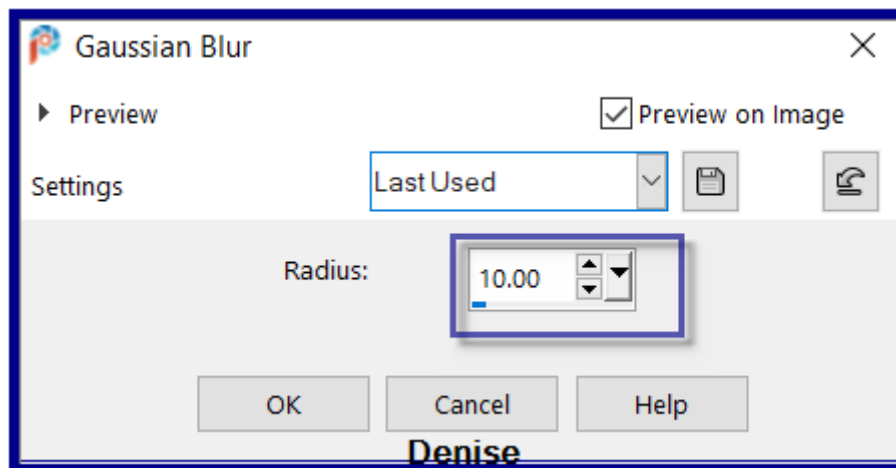 Gaussian Blur
Preview
Preview on Image
Settings
Last Used
Radius:
10.00
OK
Cancel
Help
Denise